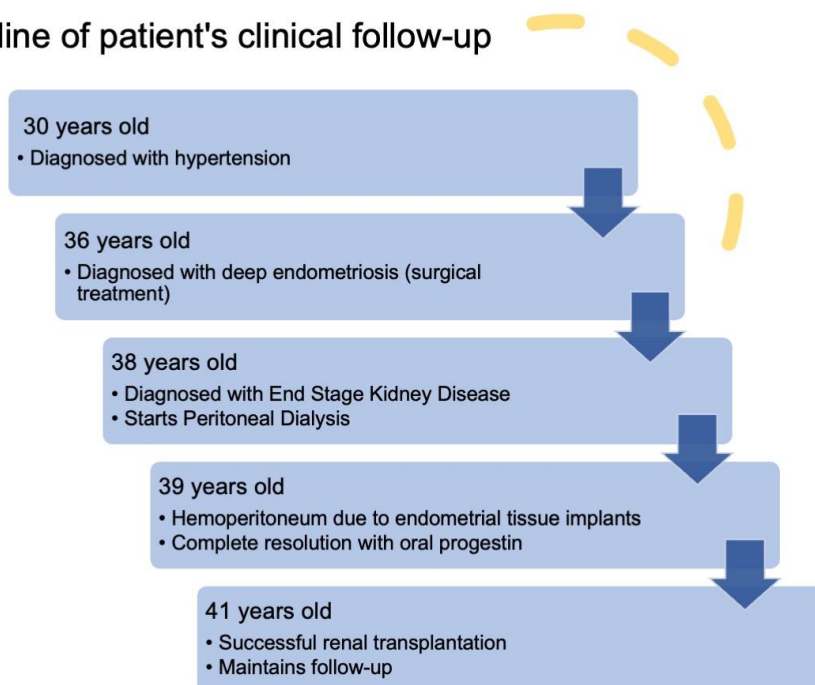 line of patient's clinical follow-up
30 years old
• Diagnosed with hypertension
36 years old
• Diagnosed with deep endometriosis (surgical
treatment)
38 years old
• Diagnosed with End Stage Kidney Disease
• Starts Peritoneal Dialysis
39 years old
• Hemoperitoneum due to endometrial tissue implants
• Complete resolution with oral progestin
41 years old
• Successful renal transplantation
• Maintains follow-up